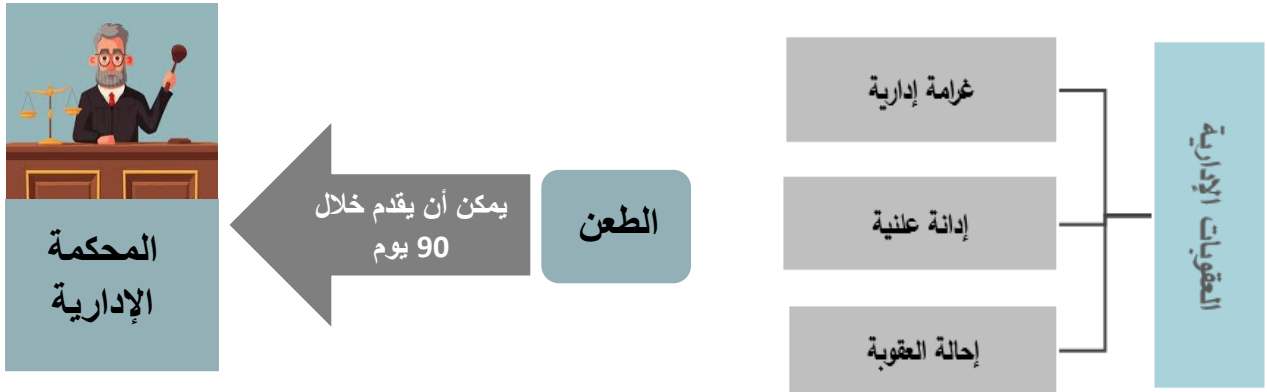 العقوبات الإدارية
غرامة إدارية
إدانة علنية
إحالة العقوبة
الطعن
يمكن أن يقدم خلال
90 يوم
المحكمة
الإدارية